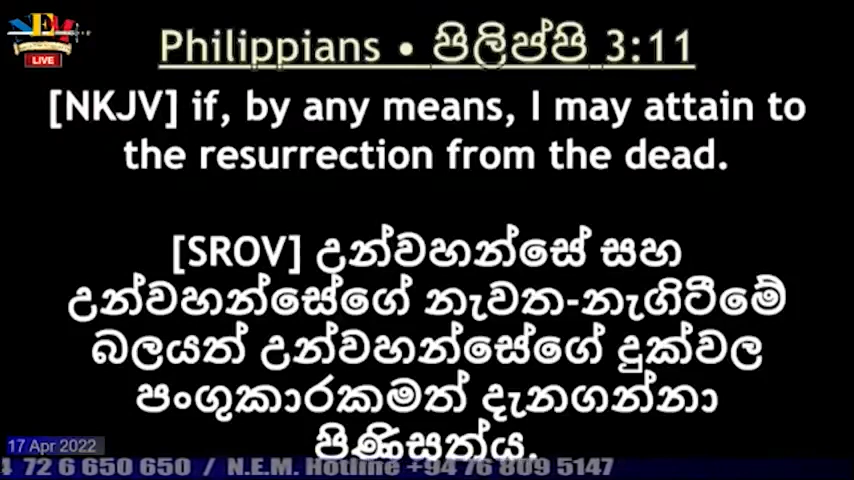 NEM
LIVE
Philippians • පිලිප්පි 3:11
[NKJV] if, by any means, I may attain to
the resurrection from the dead.
[SROV] උන්වහන්සේ සහ
උන්වහන්සේගේ නැවත-නැගිටීමේ
බලයත් උන්වහන්සේගේ දුක්වල
පංගුකාරකමත් දැනගන්නා
පිණිසත්ය.
17 Apr 2022
4 72 6 650 650 / N.E.M. Hotline +94 76 809 5147